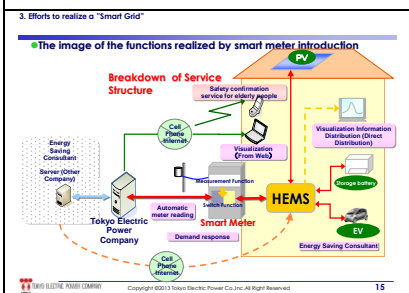 3. Efforts to realize a "Smart Grid"
●The image of the functions realized by smart meter introduction
PV
Breakdown of Service
Structure
Safety confirmation
service for elderly people
Cell
Phone
Internet
Visualization
(From Web)
Visualization Information
Distribution (Direct
Distribution)
Energy
Saving
Consultant
Server (Other
Company)
Measurement Function
Switch Function
Storage battery
HEMS
Automatic
meter reading
Tokyo Electric
Power
Company
Smart Meter
EV
Demand response
Energy Saving Consultant
Cell
Phone
Internet
TOKYO ELECTRIC POWER COMPANY
Copyright ©2013 Tokyo Electric Power Co.,Inc.All Right Reserved
15